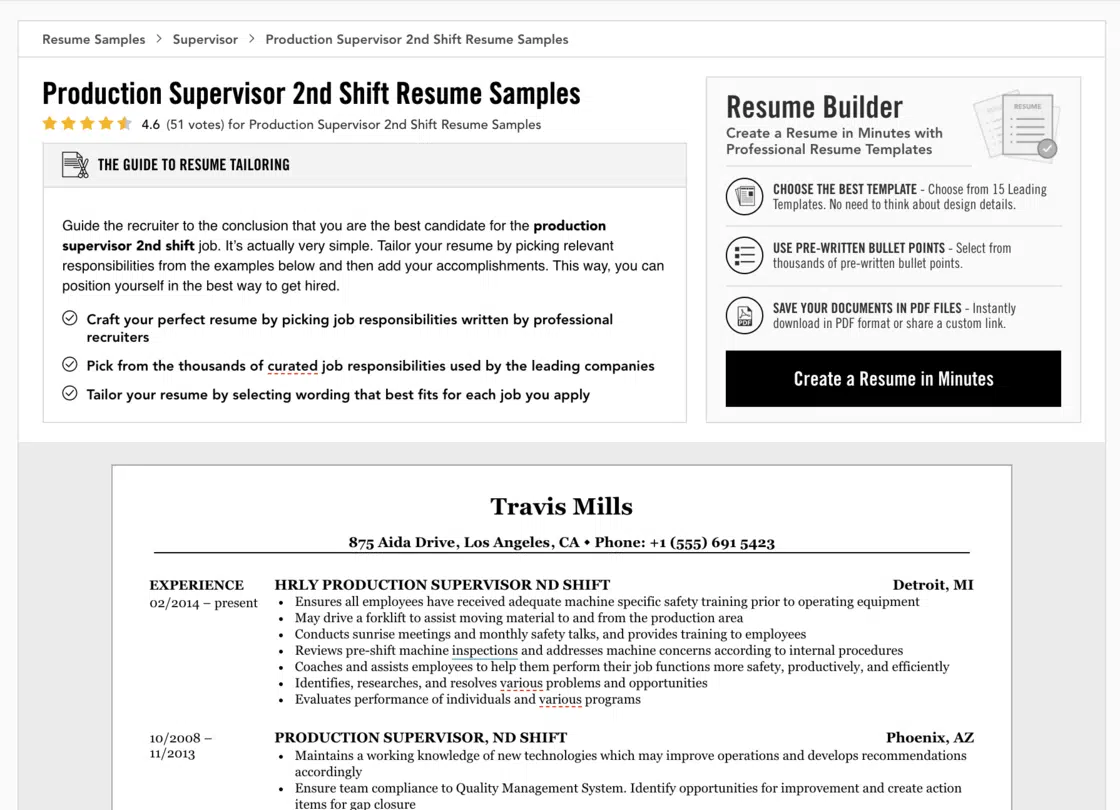 Resume Samples > Supervisor > Production Supervisor 2nd Shift Resume Samples
Production Supervisor 2nd Shift Resume Samples
4.6 (51 votes) for Production Supervisor 2nd Shift Resume Samples
THE GUIDE TO RESUME TAILORING
Guide the recruiter to the conclusion that you are the best candidate for the production
supervisor 2nd shift job. It's actually very simple. Tailor your resume by picking relevant
responsibilities from the examples below and then add your accomplishments. This way, you can
position yourself in the best way to get hired.
Craft your perfect resume by picking job responsibilities written by professional
recruiters
Pick from the thousands of curated job responsibilities used by the leading companies
Tailor your resume by selecting wording that best fits for each job you apply
Resume Builder
Create a Resume in Minutes with
Professional Resume Templates
RESUME
CHOOSE THE BEST TEMPLATE - Choose from 15 Leading
Templates. No need to think about design details.
USE PRE-WRITTEN BULLET POINTS - Select from
thousands of pre-written bullet points.
PDF
SAVE YOUR DOCUMENTS IN PDF FILES - Instantly
download in PDF format or share a custom link.
Create a Resume in Minutes
Travis Mills
875 Aida Drive, Los Angeles, CA • Phone: +1 (555) 691 5423
EXPERIENCE
02/2014 – present
HRLY PRODUCTION SUPERVISOR ND SHIFT
Detroit, MI
• Ensures all employees have received adequate machine specific safety training prior to operating equipment
• May drive a forklift to assist moving material to and from the production area
• Conducts sunrise meetings and monthly safety talks, and provides training to employees
• Reviews pre-shift machine inspections and addresses machine concerns according to internal procedures
• Coaches and assists employees to help them perform their job functions more safety, productively, and efficiently
• Identifies, researches, and resolves various problems and opportunities
• Evaluates performance of individuals and various programs
10/2008 –
11/2013
PRODUCTION SUPERVISOR, ND SHIFT
Phoenix, AZ
• Maintains a working knowledge of new technologies which may improve operations and develops recommendations
accordingly
• Ensure team compliance to Quality Management System. Identify opportunities for improvement and create action
items for gap closure